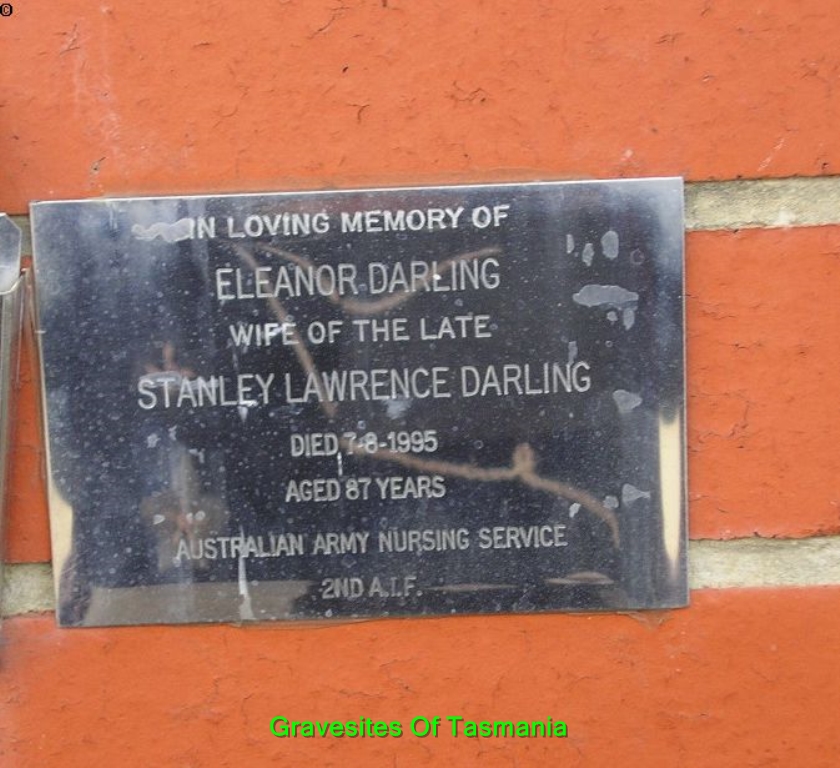 ©
IN LOVING MEMORY OF
ELEANOR DARLING
WIFE OF THE LATE
STANLEY LAWRENCE DARLING
DIED 7-8-1995
AGED 87 YEARS
AUSTRALIAN ARMY NURSING SERVICE
2ND A.I.F.
Gravesites Of Tasmania